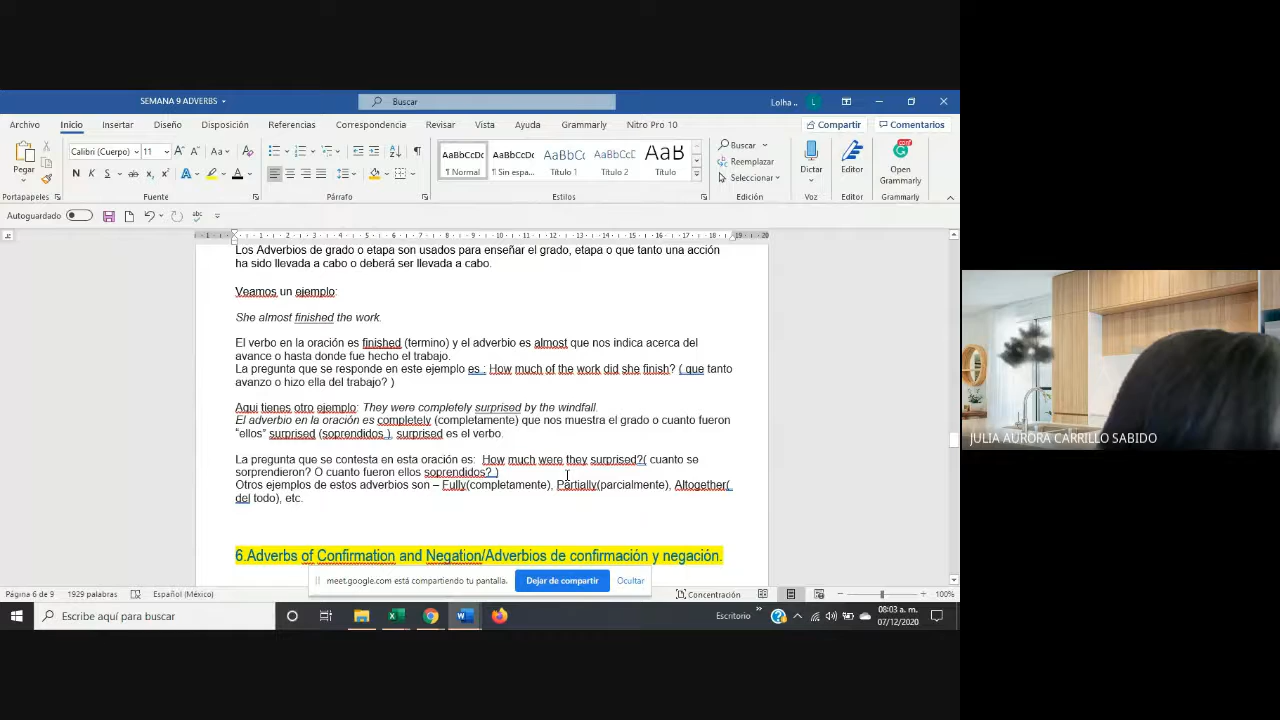 SEMANA 9 ADVERBS
Buscar
Lolha ..
L
Archivo Inicio Insertar Diseño Disposición Referencias Correspondencia Revisar Vista Ayuda Grammarly Nitro Pro 10 Compartir Comentarios
Pegar
Calibri (Cuerpo) 11
N K S
AaBbCcDc AaBbCcDc AaBbCc AaBbCcC AaB
¶ Normal ¶ Sin espa... Título 1 Título 2 Título
Buscar
Reemplazar
Seleccionar
Dictar
Editor
Open Grammarly
Portapapeles Fuente Párrafo Estilos Edición Voz Editor Grammarly
Autoguardado
Los Adverbios de grado o etapa son usados para enseñar el grado, etapa o que tanto una acción
ha sido llevada a cabo o deberá ser llevada a cabo.
Veamos un ejemplo:
She almost finished the work.
El verbo en la oración es finished (termino) y el adverbio es almost que nos indica acerca del
avance o hasta donde fue hecho el trabajo.
La pregunta que se responde en este ejemplo es : How much of the work did she finish? ( que tanto
avanzo o hizo ella del trabajo? )
Aqui tienes otro ejemplo: They were completely surprised by the windfall.
El adverbio en la oración es completely (completamente) que nos muestra el grado o cuanto fueron
"ellos" surprised (soprendidos ), surprised es el verbo.
La pregunta que se contesta en esta oración es: How much were they surprised?( cuanto se
sorprendieron? O cuanto fueron ellos soprendidos? )
Otros ejemplos de estos adverbios son – Fully(completamente), Partially(parcialmente), Altogether(
del todo), etc.
6.Adverbs of Confirmation and Negation/Adverbios de confirmación y negación.
meet.google.com está compartiendo tu pantalla. Dejar de compartir Ocultar
Página 6 de 9 1929 palabras Español (México) Concentración 100%
Escribe aquí para buscar
Escritorio
08:03 a. m.
07/12/2020
JULIA AURORA CARRILLO SABIDO